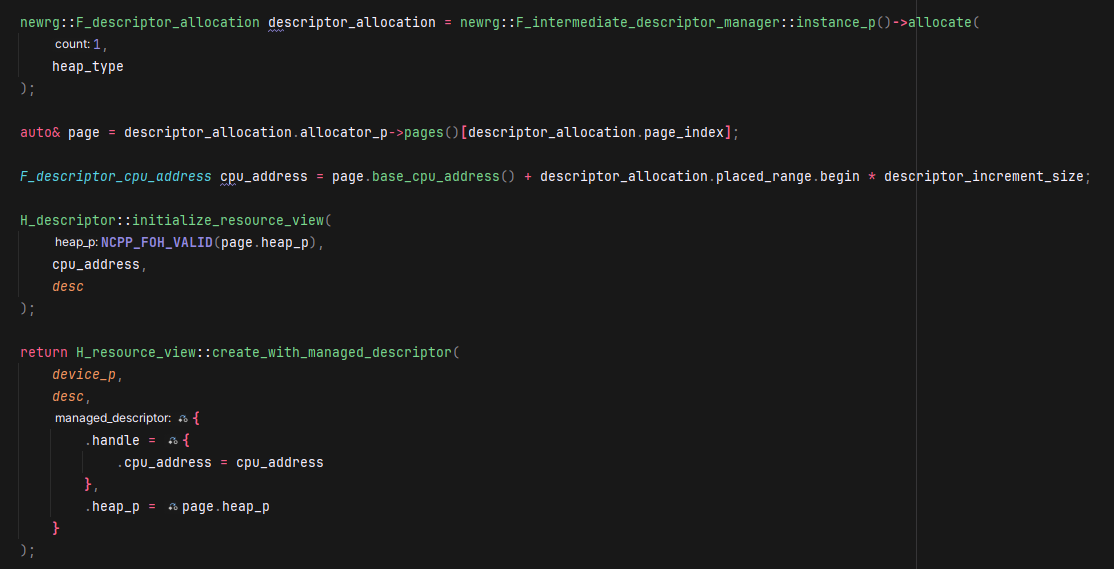 newrg::F_descriptor_allocation descriptor_allocation = newrg::F_intermediate_descriptor_manager::instance_p()->allocate(
    count: 1,
    heap_type
);

auto& page = descriptor_allocation.allocator_p->pages()[descriptor_allocation.page_index];

F_descriptor_cpu_address cpu_address = page.base_cpu_address() + descriptor_allocation.placed_range.begin * descriptor_increment_size;

H_descriptor::initialize_resource_view(
    heap_p: NCPP_FOH_VALID(page.heap_p),
    cpu_address,
    desc
);

return H_resource_view::create_with_managed_descriptor(
    device_p,
    desc,
    managed_descriptor: {
        .handle = {
            .cpu_address = cpu_address
        },
        .heap_p = page.heap_p
    }
);